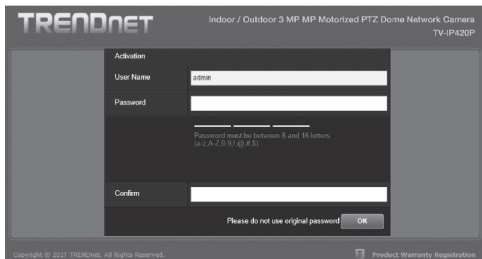 TRENDNET
Indoor / Outdoor 3 MP MP Motorized PTZ Dome Network Camera
TV-IP420P
Activation
User Name admin
Password
Password must be between 8 and 16 letters.
(a-z,A-Z,0-9,!,@,#,$)
Confirm
Please do not use original password OK
Copyright © 2017 TRENDnet. All Rights Reserved. Product Warranty Registration